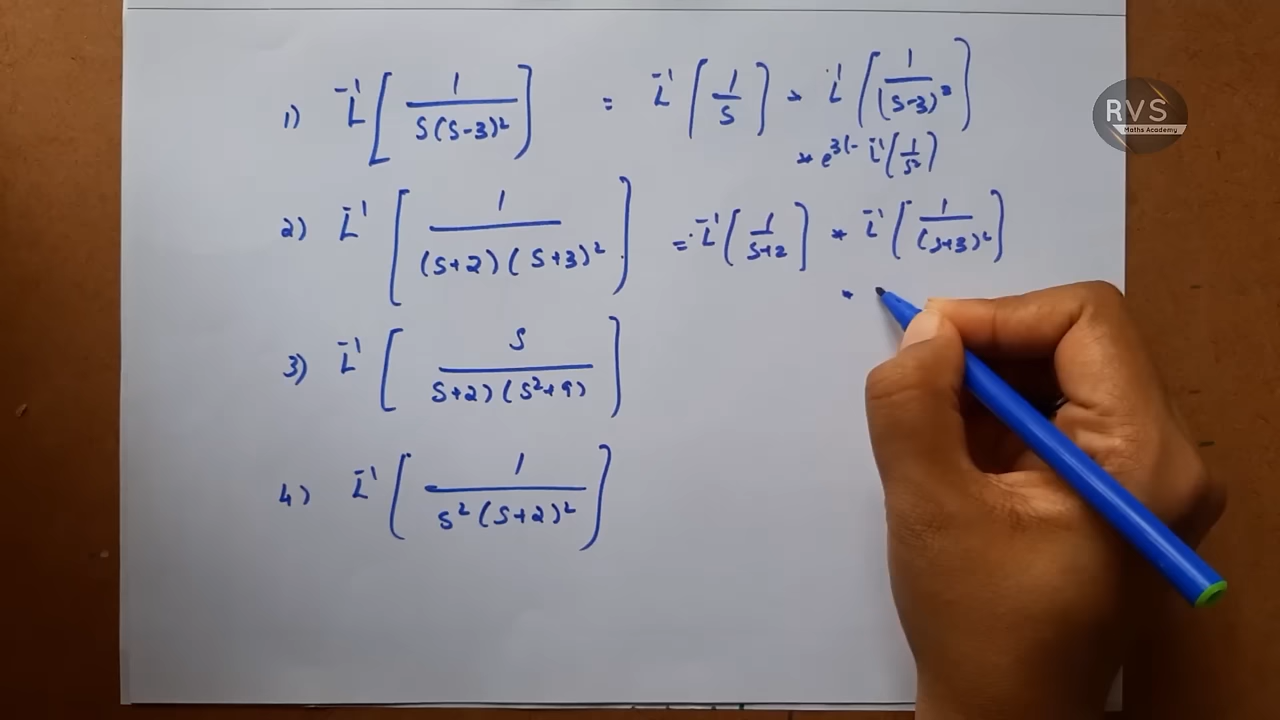 1) L⁻¹[1/(S(S-3)²)] = L⁻¹[1/S] * L⁻¹[1/(S-3)²]
* e³ᵗ L⁻¹(1/S²)
2) L⁻¹[1/((S+2)(S+3)²)] = L⁻¹[1/(S+2)] * L⁻¹[1/(S+3)²]
*
3) L⁻¹[S/(S+2)(S²+9)]
4) L⁻¹[1/(S²(S+2)²)]
RVS
Maths Academy